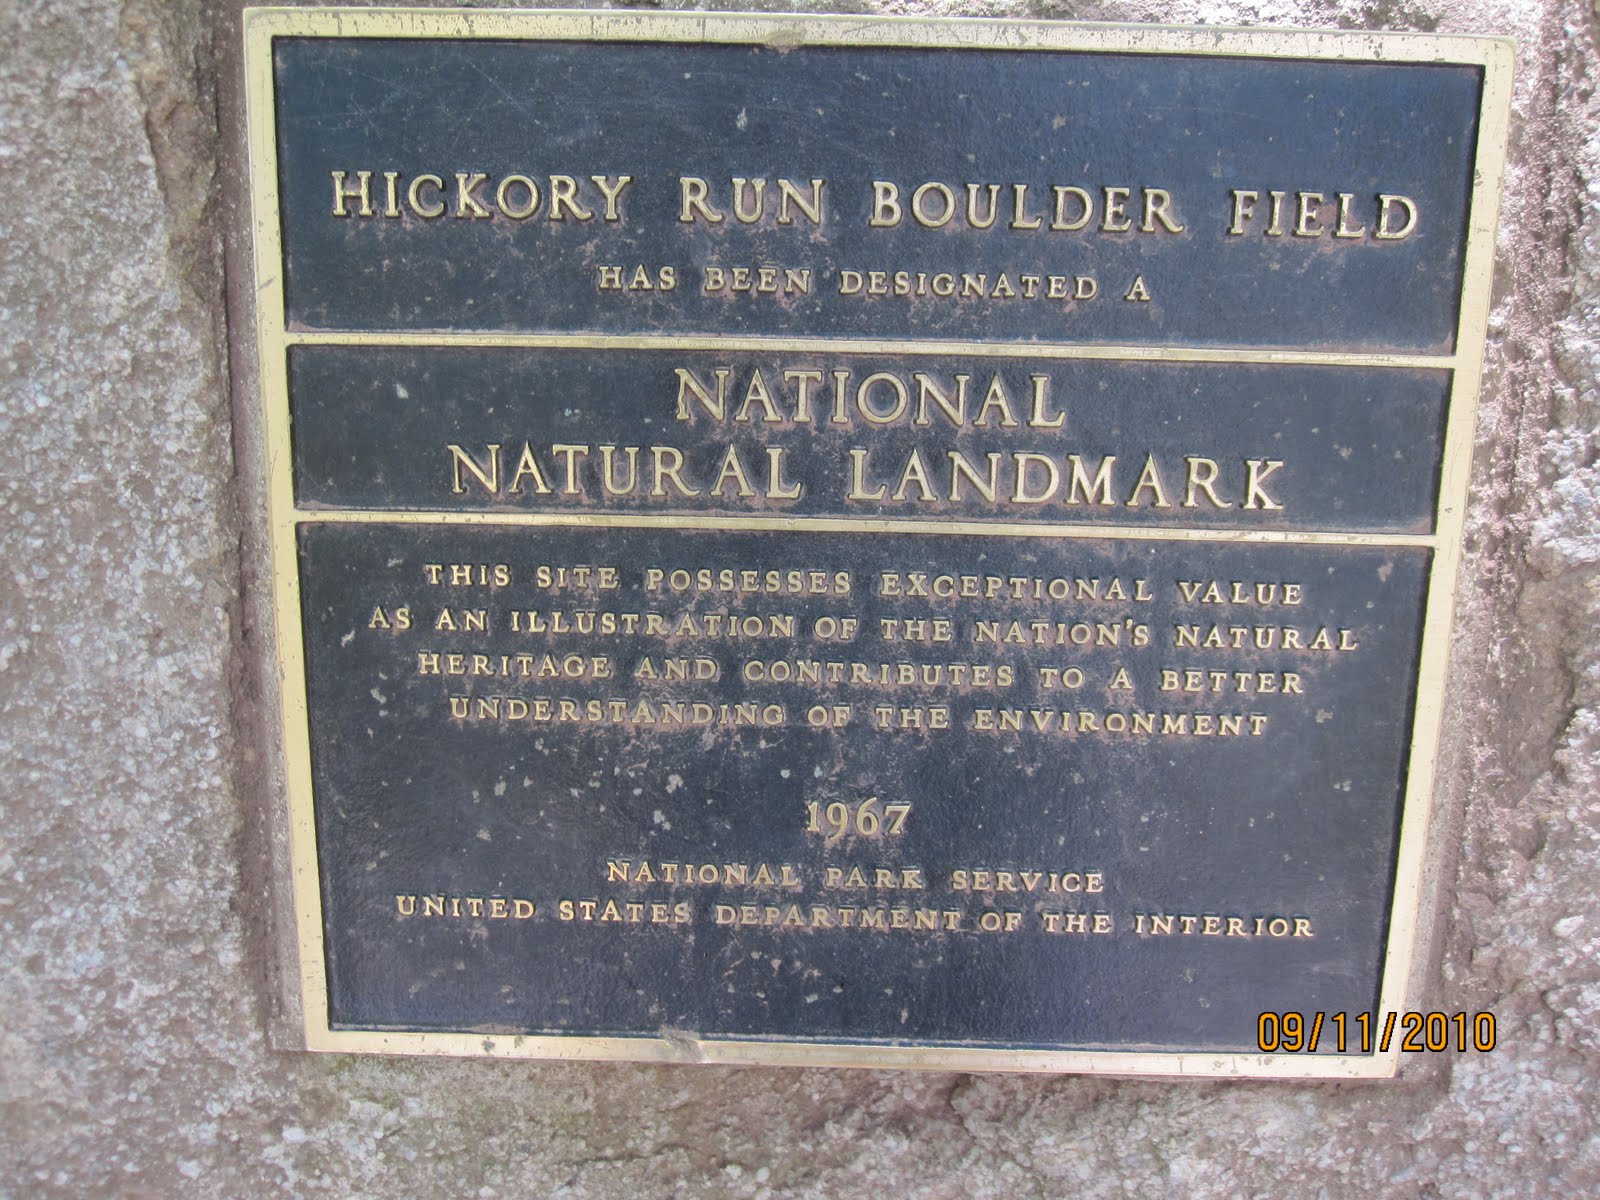 HICKORY RUN BOULDER FIELD
HAS BEEN DESIGNATED A
NATIONAL
NATURAL LANDMARK
THIS SITE POSSESSES EXCEPTIONAL VALUE
AS AN ILLUSTRATION OF THE NATION'S NATURAL
HERITAGE AND CONTRIBUTES TO A BETTER
UNDERSTANDING OF THE ENVIRONMENT
1967
NATIONAL PARK SERVICE
UNITED STATES DEPARTMENT OF THE INTERIOR
09/11/2010